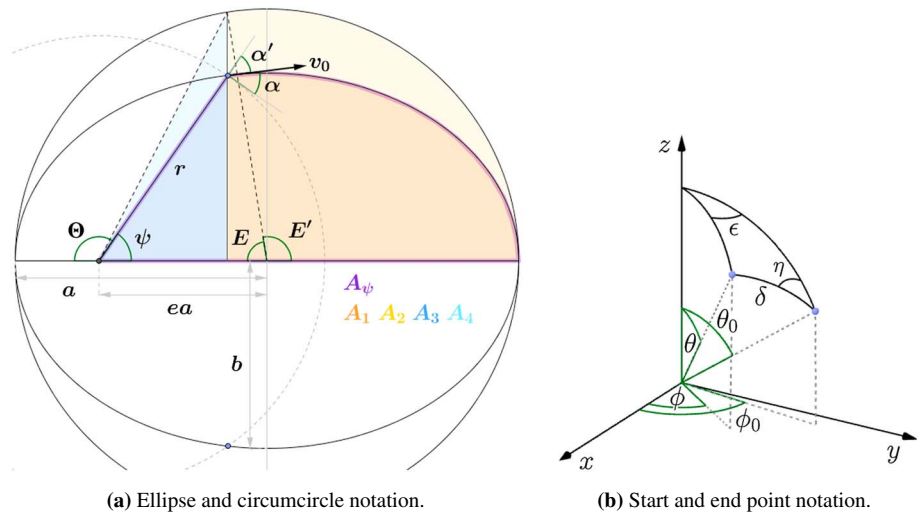 α′
v₀
α
r
Θ
ψ
E
E′
a
ea
A_ψ
A₁ A₂ A₃ A₄
b
z
ϵ
η
δ
θ₀
θ
ϕ
ϕ₀
x
y
(a) Ellipse and circumcircle notation.
(b) Start and end point notation.